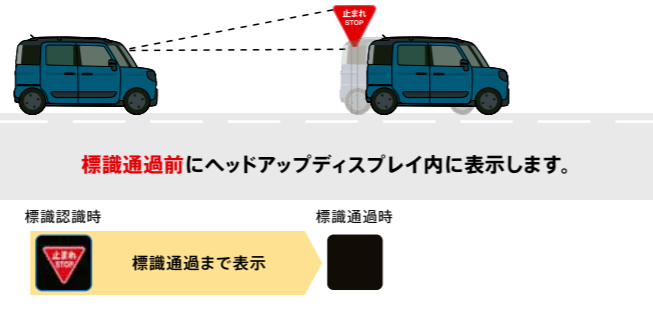 止まれ
STOP
標識通過前にヘッドアップディスプレイ内に表示します。
標識認識時
標識通過時
止まれ
STOP
標識通過まで表示